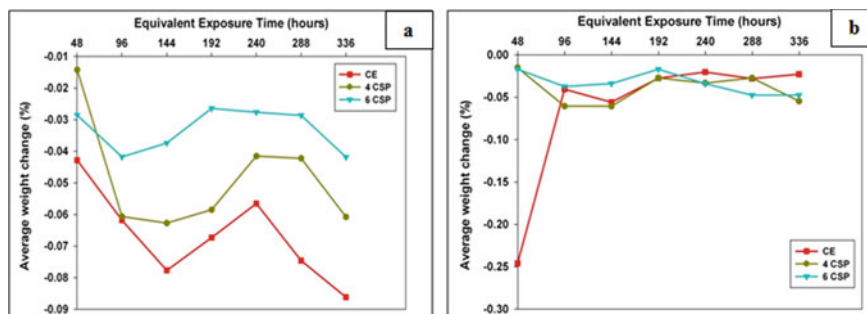 Equivalent Exposure Time (hours)
a
48 96 144 192 240 288 336
-0.01
-0.02
-0.03
-0.04
-0.05
-0.06
-0.07
-0.08
-0.09
Average weight change (%)
CE
4 CSP
6 CSP
Equivalent Exposure Time (hours)
b
48 96 144 192 240 288 336
0.00
-0.05
-0.10
-0.15
-0.20
-0.25
-0.30
Average weight change (%)
CE
4 CSP
6 CSP